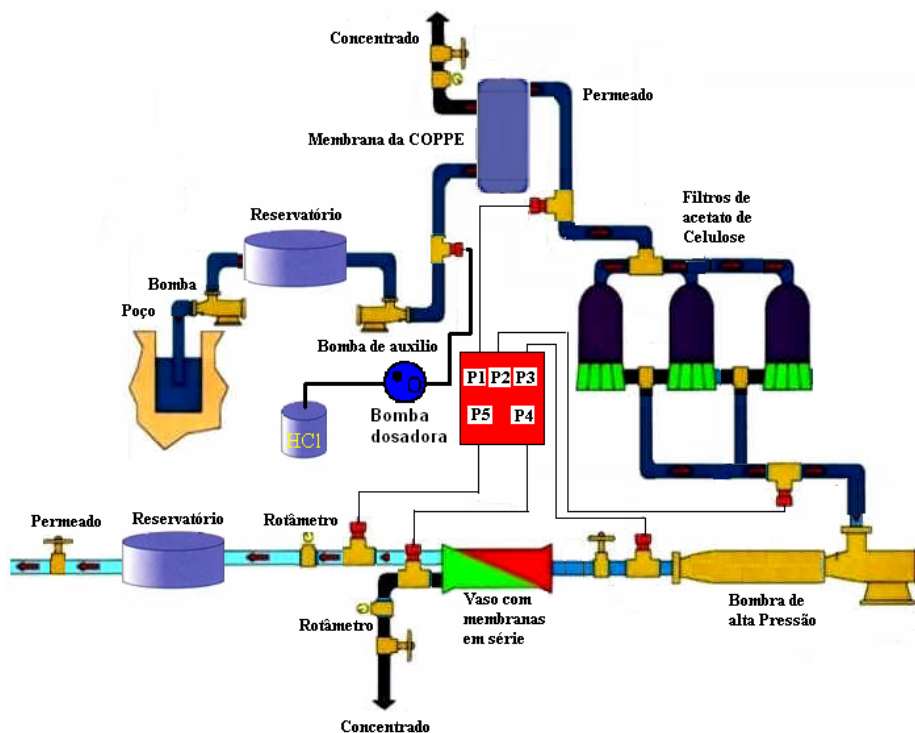 Concentrado
Permeado
Membrana da COPPE
Filtros de
acetato de
Celulose
Reservatório
Bomba
Poço
Bomba de auxilio
P1 P2 P3
P5 P4
Bomba
dosadora
HCl
Permeado
Reservatório
Rotâmetro
Vaso com
membranas
em série
Bombra de
alta Pressão
Rotâmetro
Concentrado